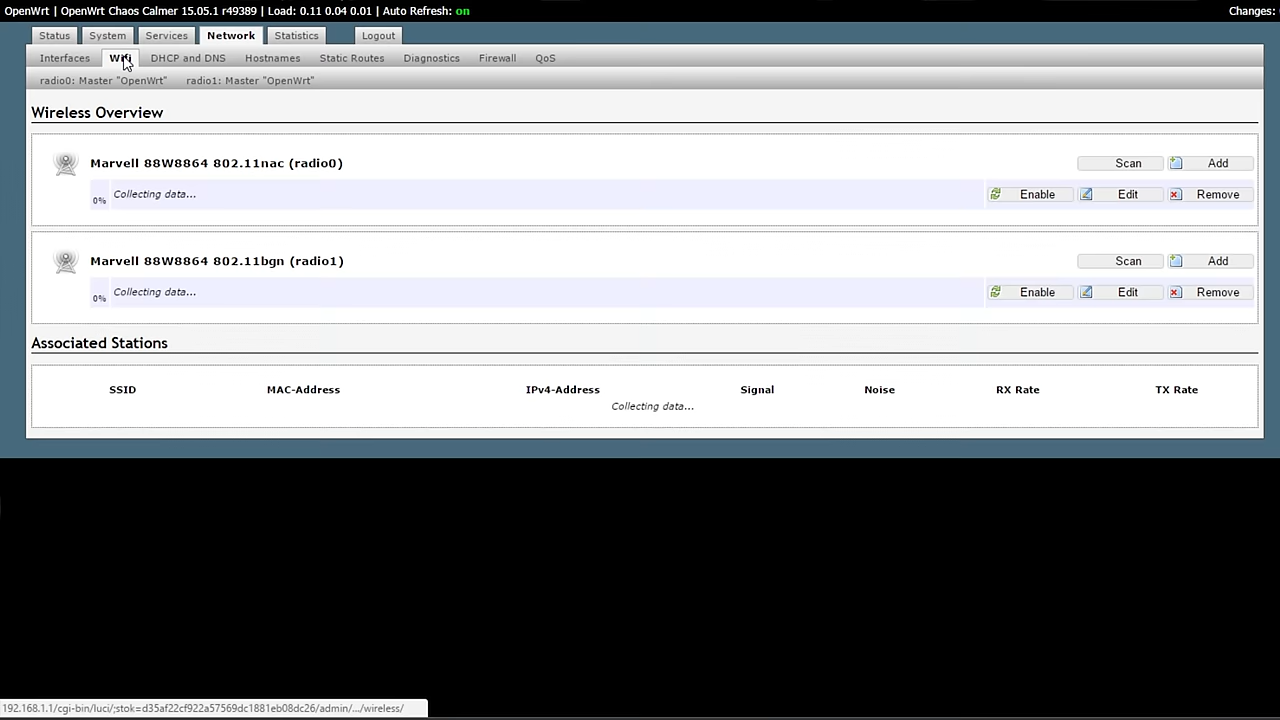 OpenWrt | OpenWrt Chaos Calmer 15.05.1 r49389 | Load: 0.11 0.04 0.01 | Auto Refresh: on Changes:
Status System Services Network Statistics Logout
Interfaces Wifi DHCP and DNS Hostnames Static Routes Diagnostics Firewall QoS
radio0: Master "OpenWrt" radio1: Master "OpenWrt"
Wireless Overview
Marvell 88W8864 802.11nac (radio0) Scan Add
0% Collecting data... Enable Edit Remove
Marvell 88W8864 802.11bgn (radio1) Scan Add
0% Collecting data... Enable Edit Remove
Associated Stations
SSID MAC-Address IPv4-Address Signal Noise RX Rate TX Rate
Collecting data...
192.168.1.1/cgi-bin/luci/;stok=d35af22cf922a57569dc1881eb08dc26/admin/.../wireless/